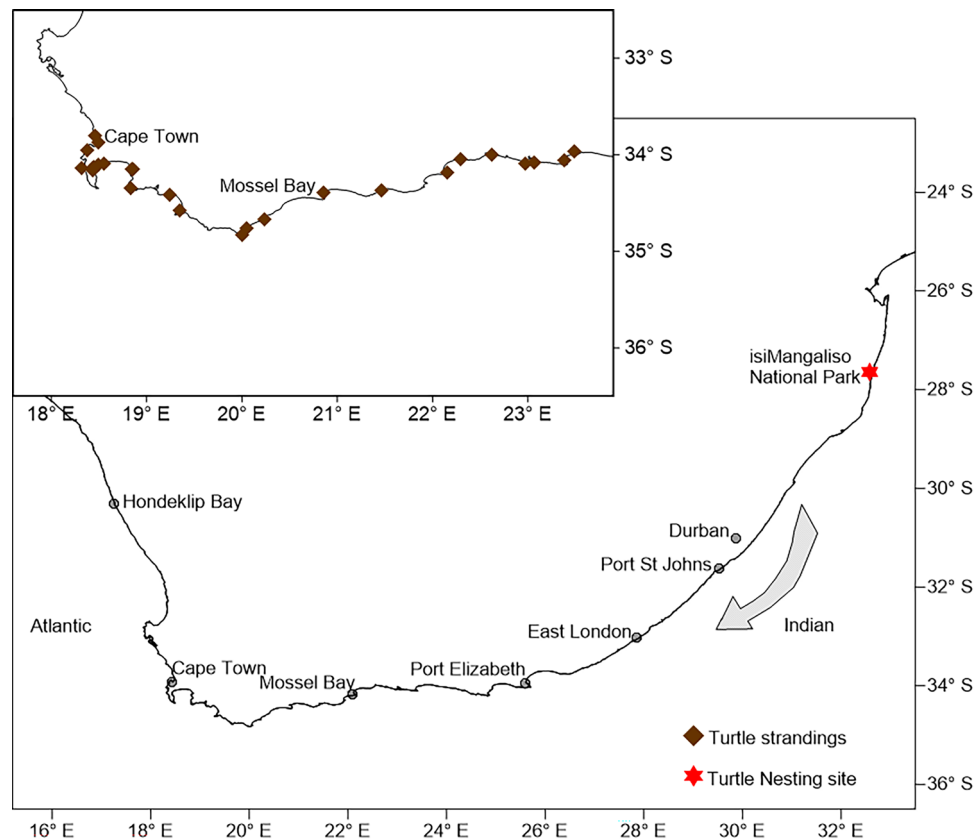 33° S
Cape Town
34° S
Mossel Bay
24° S
35° S
26° S
36° S
isiMangaliso
National Park
28° S
18° E 19° E 20° E 21° E 22° E 23° E
30° S
Hondeklip Bay
Durban
Port St Johns
32° S
Atlantic
East London
Indian
Cape Town
Port Elizabeth
Mossel Bay
34° S
Turtle strandings
Turtle Nesting site
36° S
16° E 18° E 20° E 22° E 24° E 26° E 28° E 30° E 32° E